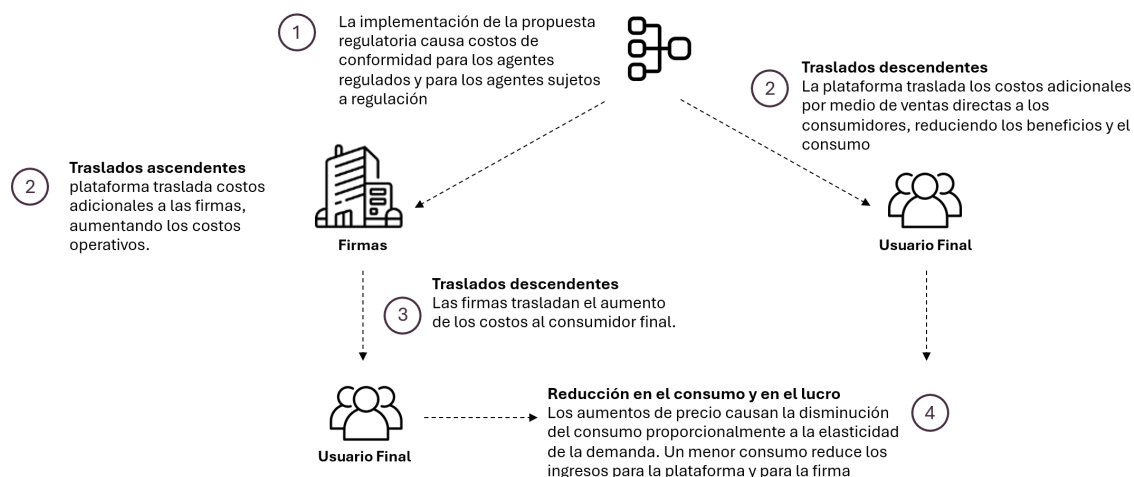 1
La implementación de la propuesta
regulatoria causa costos de
conformidad para los agentes
regulados y para los agentes sujetos
a regulación
2
Traslados descendentes
La plataforma traslada los costos adicionales
por medio de ventas directas a los
consumidores, reduciendo los beneficios y el
consumo
2
Traslados ascendentes
plataforma traslada costos
adicionales a las firmas,
aumentando los costos
operativos.
Firmas
Usuario Final
3
Traslados descendentes
Las firmas trasladan el aumento
de los costos al consumidor final.
Usuario Final
Reducción en el consumo y en el lucro
Los aumentos de precio causan la disminución
del consumo proporcionalmente a la elasticidad
de la demanda. Un menor consumo reduce los
ingresos para la plataforma y para la firma
4